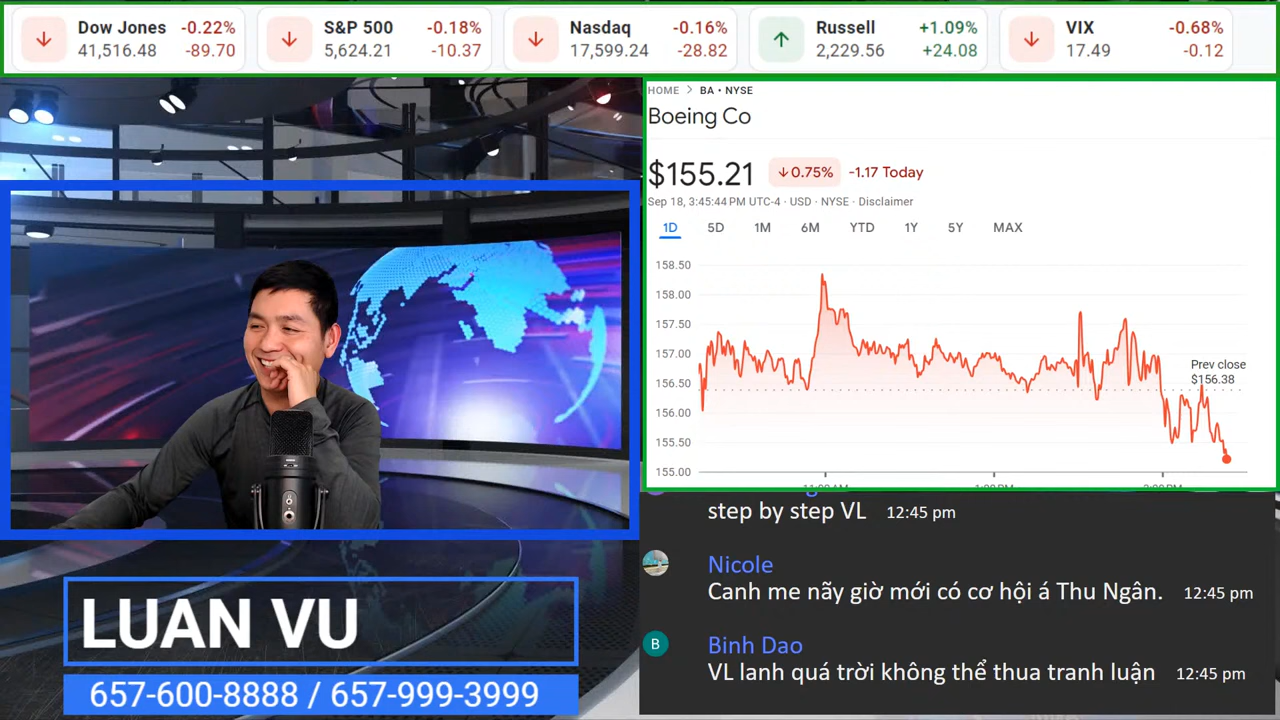 Dow Jones -0.22%
41,516.48 -89.70
S&P 500 -0.18%
5,624.21 -10.37
Nasdaq -0.16%
17,599.24 -28.82
Russell +1.09%
2,229.56 +24.08
VIX -0.68%
17.49 -0.12
HOME > BA • NYSE
Boeing Co
$155.21 ↓0.75% -1.17 Today
Sep 18, 3:45:44 PM UTC-4 · USD · NYSE · Disclaimer
1D 5D 1M 6M YTD 1Y 5Y MAX
158.50
158.00
157.50
157.00
156.50
156.00
155.50
155.00
Prev close
$156.38
step by step VL 12:45 pm
Nicole
Canh me nãy giờ mới có cơ hội á Thu Ngân. 12:45 pm
B
Binh Dao
VL lanh quá trời không thể thua tranh luận 12:45 pm
LUAN VU
657-600-8888 / 657-999-3999